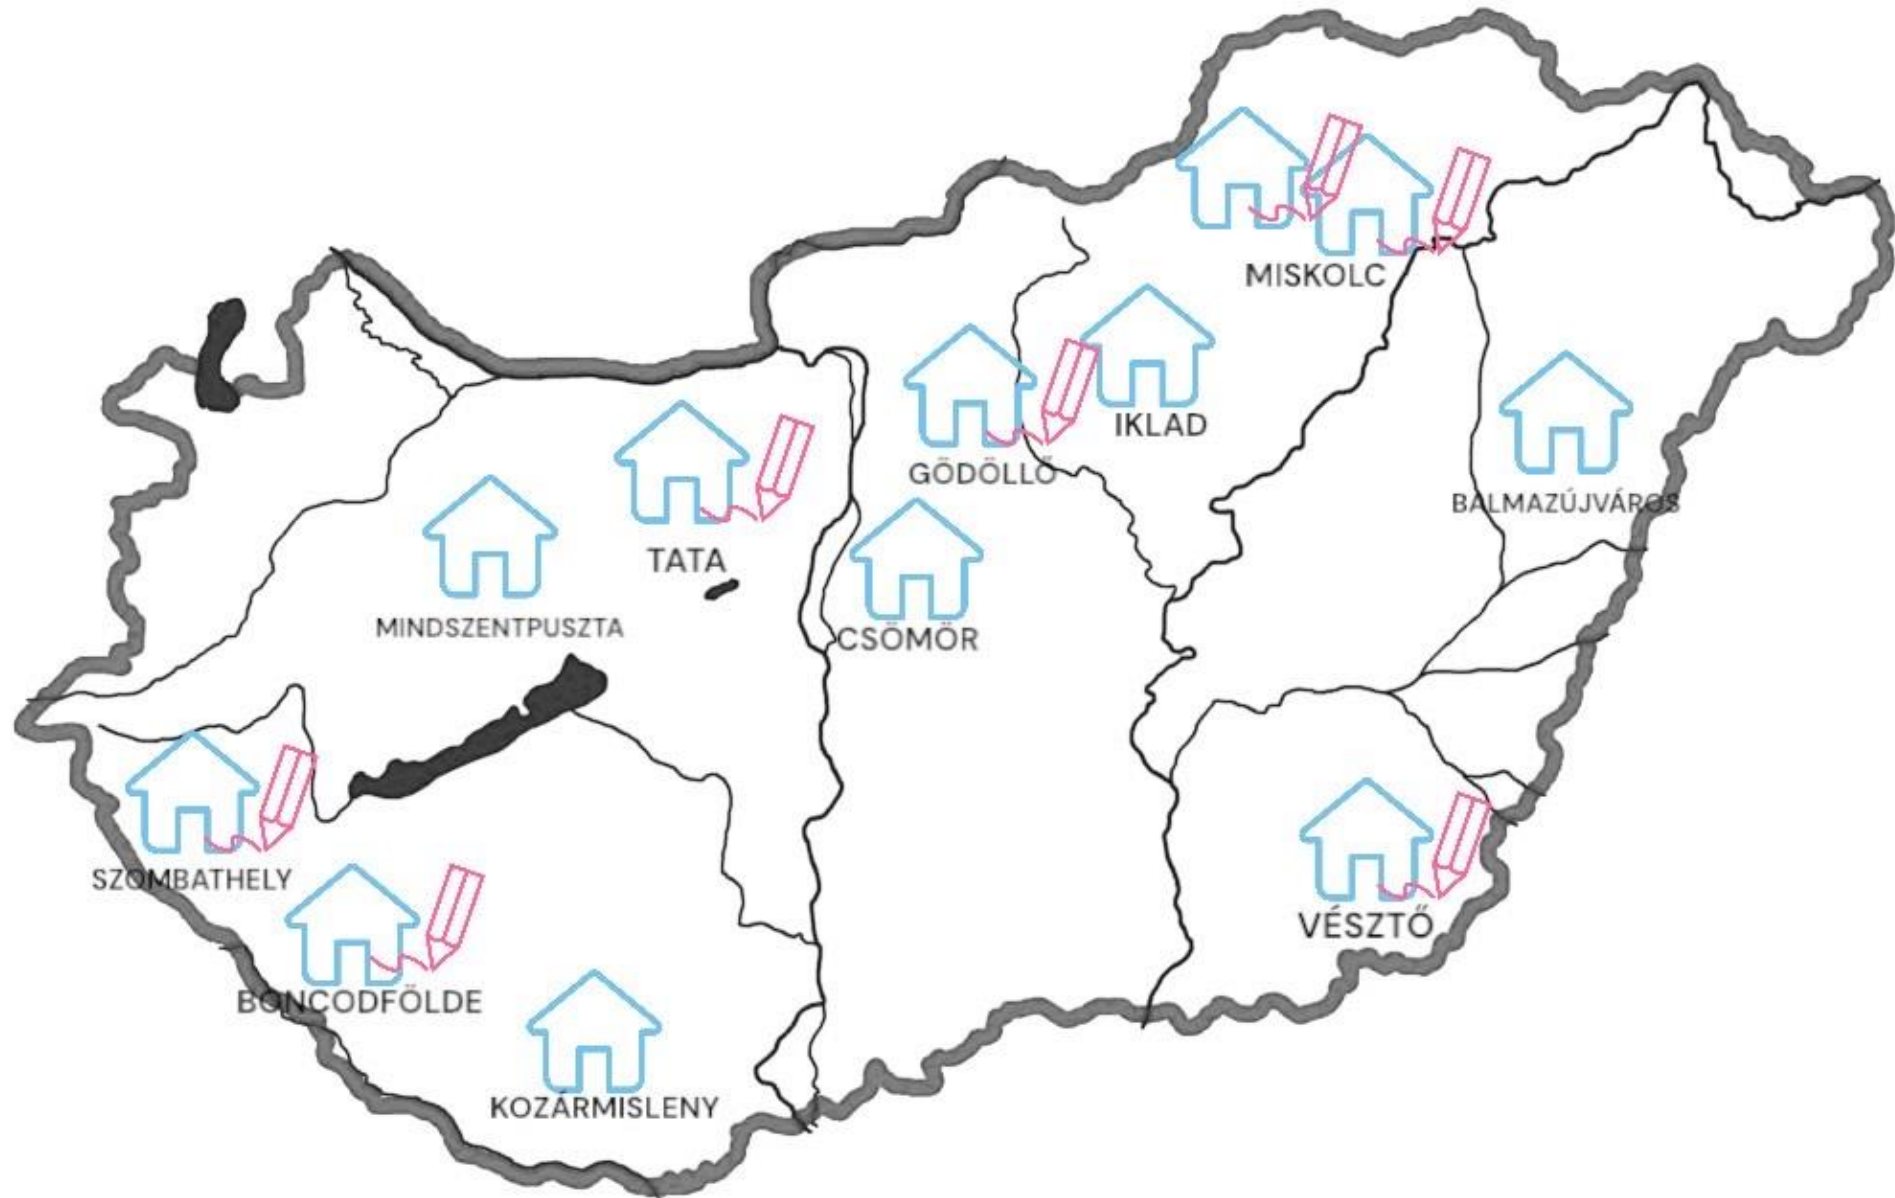 MISKOLC
IKLAD
GÖDÖLLŐ
BALMAZÚJVÁROS
TATA
MINDSZENTPUSZTA
CSÖMÖR
SZOMBATHELY
VÉSZTŐ
BONCODFÖLDE
KOZÁRMISLENY